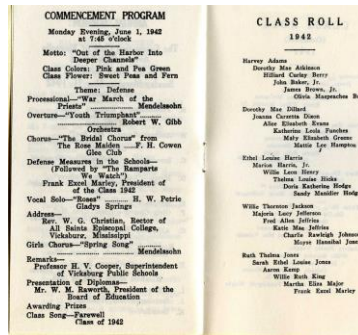 COMMENCEMENT PROGRAM
Monday Evening, June 1, 1942
at 7:45 o'clock
Motto: "Out of the Harbor Into
Deeper Channels"
Class Colors: Pink and Pea Green
Class Flower: Sweet Peas and Fern
Theme: Defense
Processional—"War March of the
Priests" Mendelssohn
Overture—"Youth Triumphant"
Robert W. Gibb
Orchestra
Chorus—"The Bridal Chorus" from
The Rose Maiden F. H. Cowen
Glee Club
Defense Measures in the Schools—
(Followed by "The Ramparts
We Watch")
Frank Excel Marley, President of
of the Class 1942
Vocal Solo—"Roses" H. W. Petrie
Gladys Springs
Address—
Rev. W. G. Christian, Rector of
All Saints Episcopal College,
Vicksburg, Mississippi
Girls Chorus—"Spring Song"
Mendelssohn
Remarks—
Professor H. V. Cooper, Superintendent
of Vicksburg Public Schools
Presentation of Diplomas—
Mr. W. M. Raworth, President of the
Board of Education
Awarding Prizes
Class Song—Farewell
Class of 1942
CLASS ROLL
1942
Harvey Adams
Dorothy Mae Atkinson
Hilliard Curley Berry
John Baker, Jr.
James Brown, Jr.
Dorothy Mae Dillard
Joanna Caretta Dixon
Alice Elizabeth Evans
Katherine Leola Funches
Mary Elizabeth Greene
Mattie Lee Hampton
Ethel Louise Harris
Marion Harris, Jr.
Willie Leon Henry
Thelma Louise Hicks
Doris Katherine Hodge
Sandy Hodge
Willie Thornton Jackson
Majoria Lucy Jefferson
Fred Allen Jeffries
Katie Mae Jeffries
Charlie Rawleigh Johnson
Hannibal
Ruth Thelma Jones
Sarah Ethel Louise Jones
Aaron Kemp
Willie Ruth King
Martha Eliza Major
Frank Excel Marley